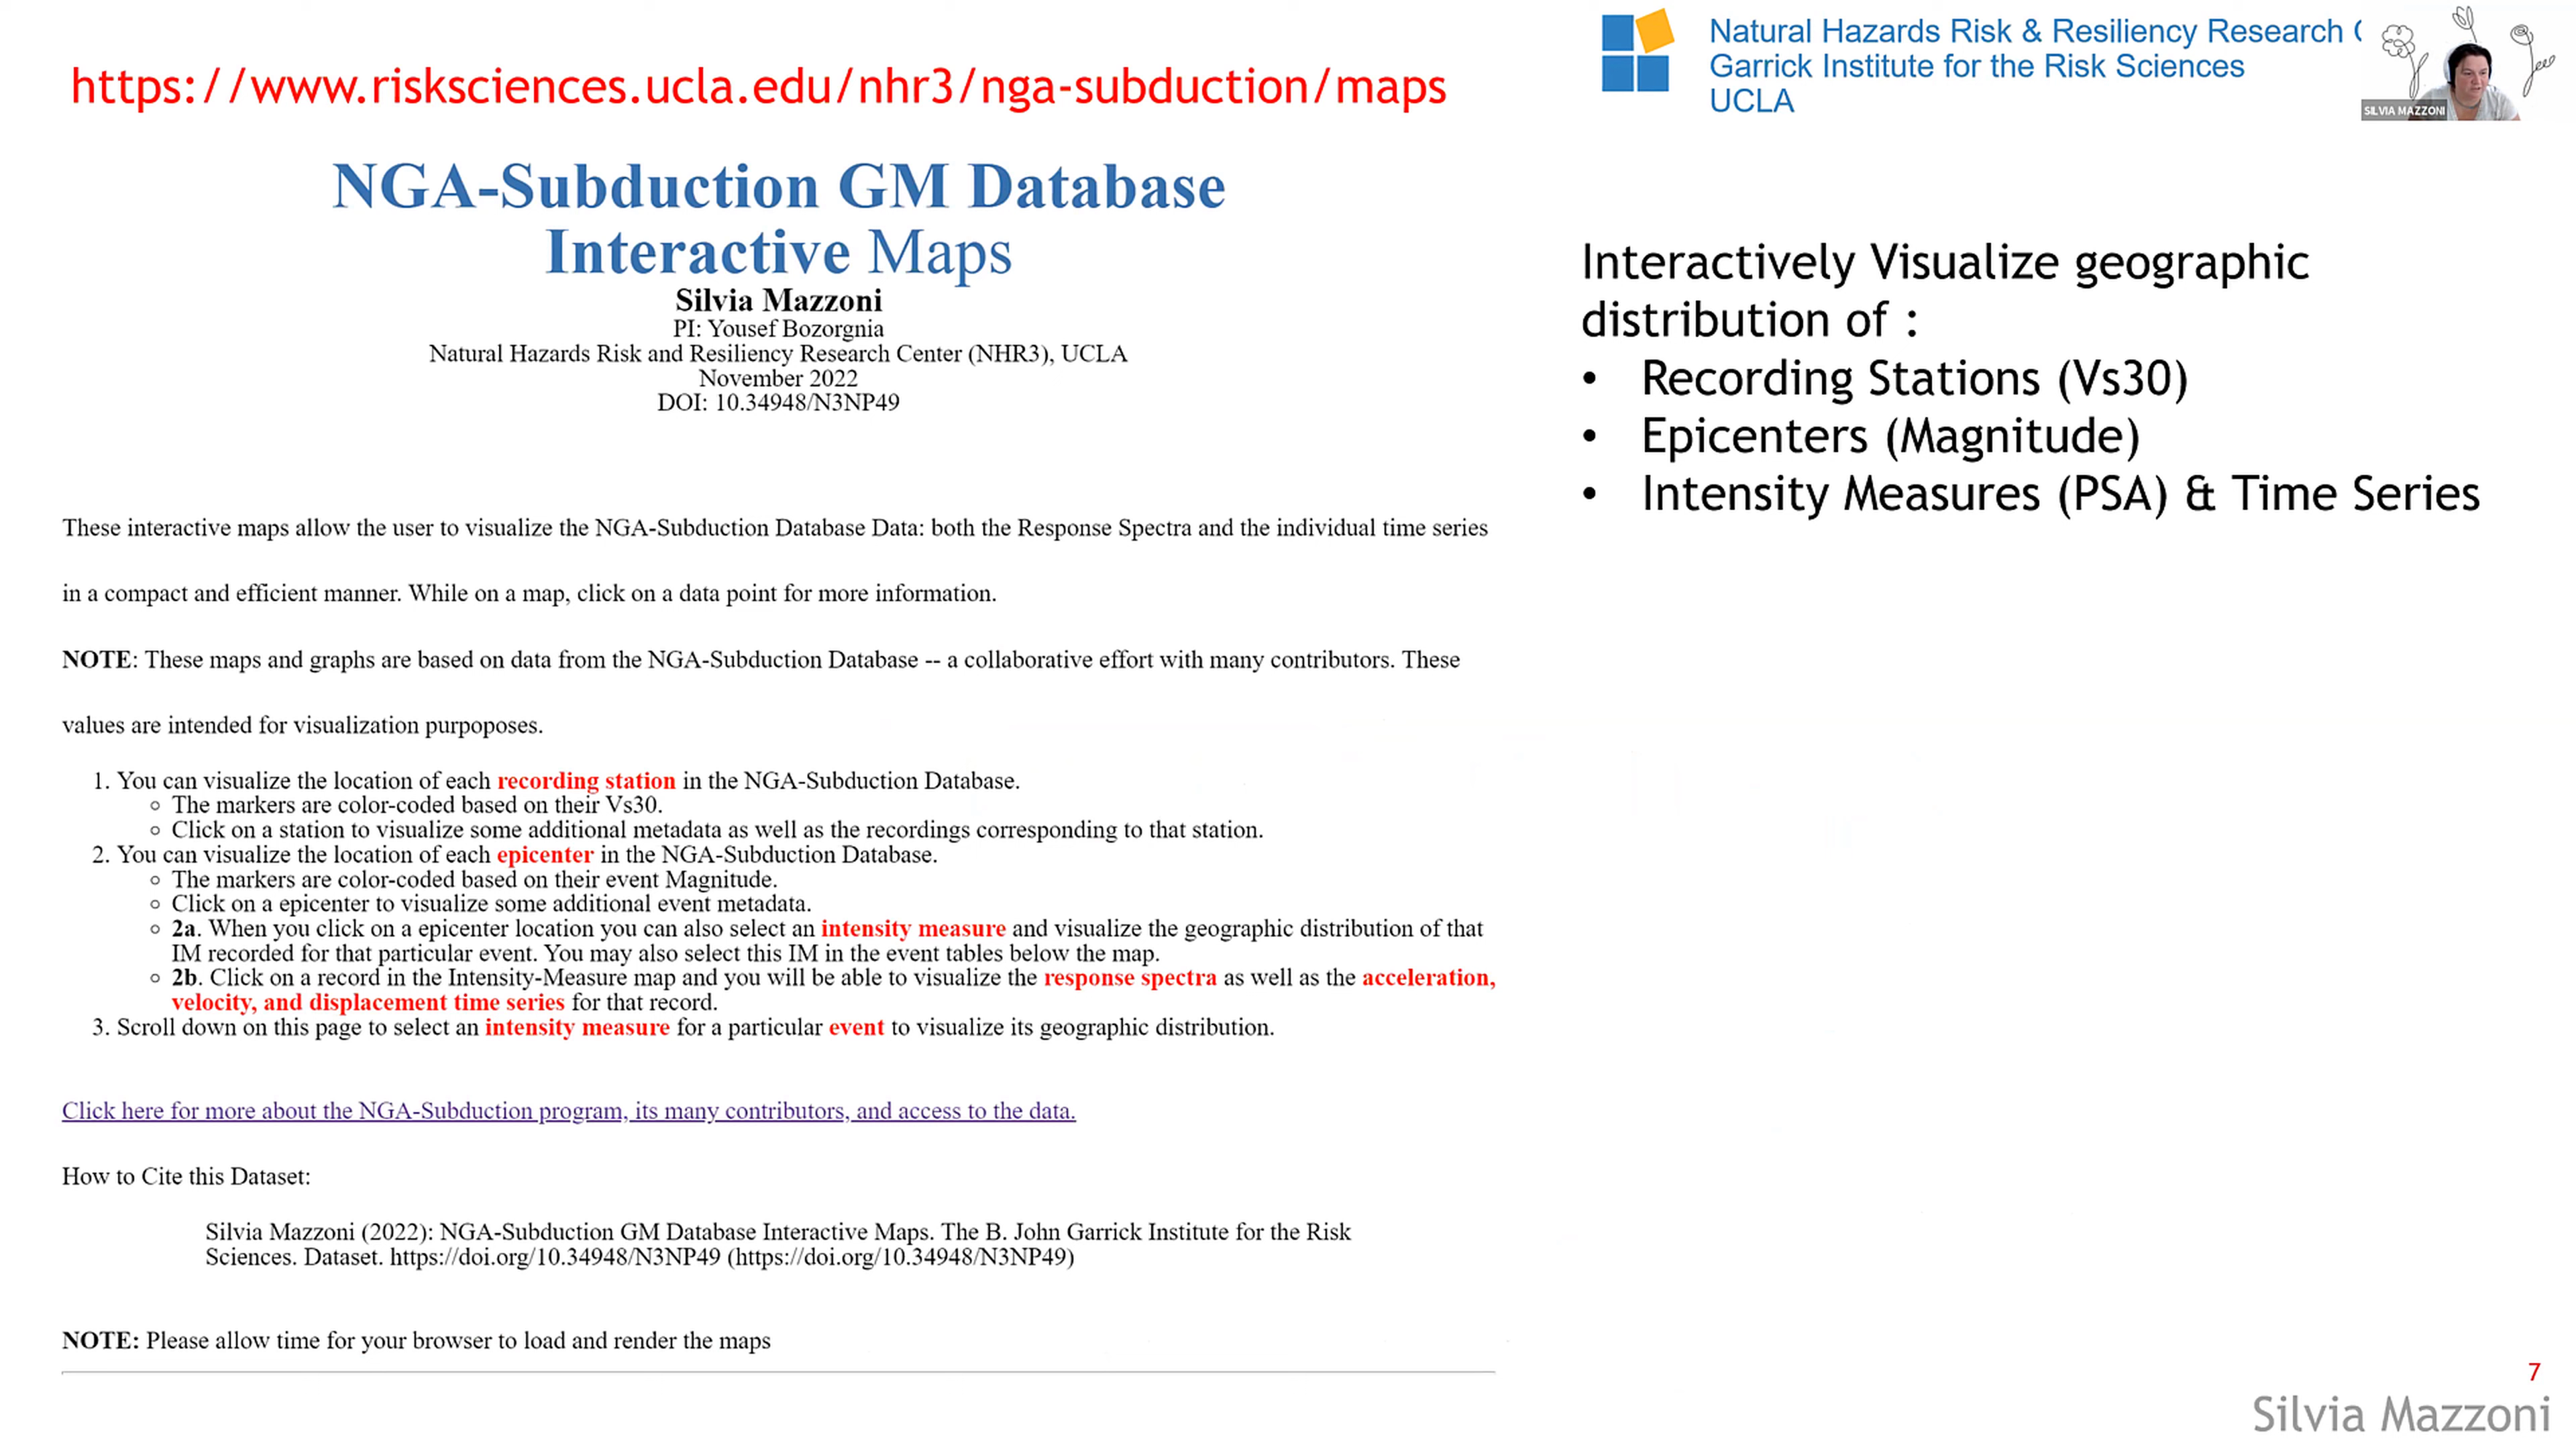 https://www.risksciences.ucla.edu/nhr3/nga-subduction/maps
NGA-Subduction GM Database
Interactive Maps
Silvia Mazzoni
PI: Yousef Bozorgnia
Natural Hazards Risk and Resiliency Research Center (NHR3), UCLA
November 2022
DOI: 10.34948/N3NP49
These interactive maps allow the user to visualize the NGA-Subduction Database Data: both the Response Spectra and the individual time series
in a compact and efficient manner. While on a map, click on a data point for more information.
NOTE: These maps and graphs are based on data from the NGA-Subduction Database -- a collaborative effort with many contributors. These
values are intended for visualization purpoposes.
1. You can visualize the location of each recording station in the NGA-Subduction Database.
◦ The markers are color-coded based on their Vs30.
◦ Click on a station to visualize some additional metadata as well as the recordings corresponding to that station.
2. You can visualize the location of each epicenter in the NGA-Subduction Database.
◦ The markers are color-coded based on their event Magnitude.
◦ Click on a epicenter to visualize some additional event metadata.
◦ 2a. When you click on a epicenter location you can also select an intensity measure and visualize the geographic distribution of that
IM recorded for that particular event. You may also select this IM in the event tables below the map.
◦ 2b. Click on a record in the Intensity-Measure map and you will be able to visualize the response spectra as well as the acceleration,
velocity, and displacement time series for that record.
3. Scroll down on this page to select an intensity measure for a particular event to visualize its geographic distribution.
Click here for more about the NGA-Subduction program, its many contributors, and access to the data.
How to Cite this Dataset:
Silvia Mazzoni (2022): NGA-Subduction GM Database Interactive Maps. The B. John Garrick Institute for the Risk
Sciences. Dataset. https://doi.org/10.34948/N3NP49 (https://doi.org/10.34948/N3NP49)
NOTE: Please allow time for your browser to load and render the maps
Natural Hazards Risk & Resiliency Research
Garrick Institute for the Risk Sciences
UCLA
SILVIA MAZZONI
Interactively Visualize geographic
distribution of :
• Recording Stations (Vs30)
• Epicenters (Magnitude)
• Intensity Measures (PSA) & Time Series
7
Silvia Mazzoni